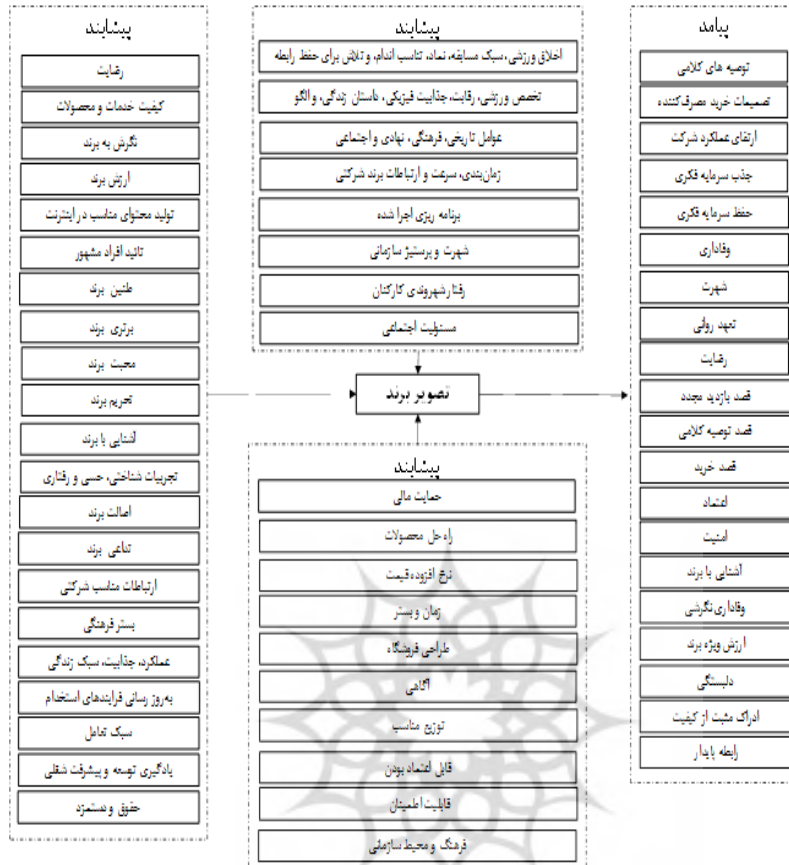 پیشایند
اخلاق ورزشی، سبک مسابقه، نماد، تناسب اندام، و تلاش برای حفظ رابطه
تخصص ورزشی، رقابت، جذابیت فیزیکی، داستان زندگی، و الگو
عوامل تاریخی، فرهنگی، نهادی و اجتماعی
زمان‌بندی، سرعت و ارتباطات برند شرکتی
برنامه ریزی اجرا شده
شهرت و پرستیژ سازمانی
رفتار شهروندی کارکنان
مسئولیت اجتماعی
پیشایند
رضایت
کیفیت خدمات و محصولات
نگرش به برند
ارزش برند
تولید محتوای مناسب در اینترنت
تائید افراد مشهور
طنین برند
برتری برند
محبت برند
تحریم برند
آشنایی با برند
تجربیات شناختی، حسی و رفتاری
اصالت برند
تداعی برند
ارتباطات مناسب شرکتی
بستر فرهنگی
عملکرد، جذابیت، سبک زندگی
به‌روز رسانی فرایندهای استخدام
سبک تعامل
یادگیری توسعه و پیشرفت شغلی
حقوق و دستمزد
تصویر برند
پیشایند
حمایت مالی
راه حل محصولات
نرخ افزوده قیمت
زمان و بستر
طراحی فروشگاه
آگاهی
توزیع مناسب
قابل اعتماد بودن
قابلیت اطمینان
فرهنگ و محیط سازمانی
پیامد
توصیه های کلامی
تصمیمات خرید مصرف‌کننده
ارتقای عملکرد شرکت
جذب سرمایه فکری
حفظ سرمایه فکری
وفاداری
شهرت
تعهد روانی
رضایت
قصد بازدید مجدد
قصد توصیه کلامی
قصد خرید
اعتماد
امنیت
آشنایی با برند
وفاداری نگرشی
ارزش ویژه برند
دلبستگی
ادراک مثبت از کیفیت
رابطه پایدار